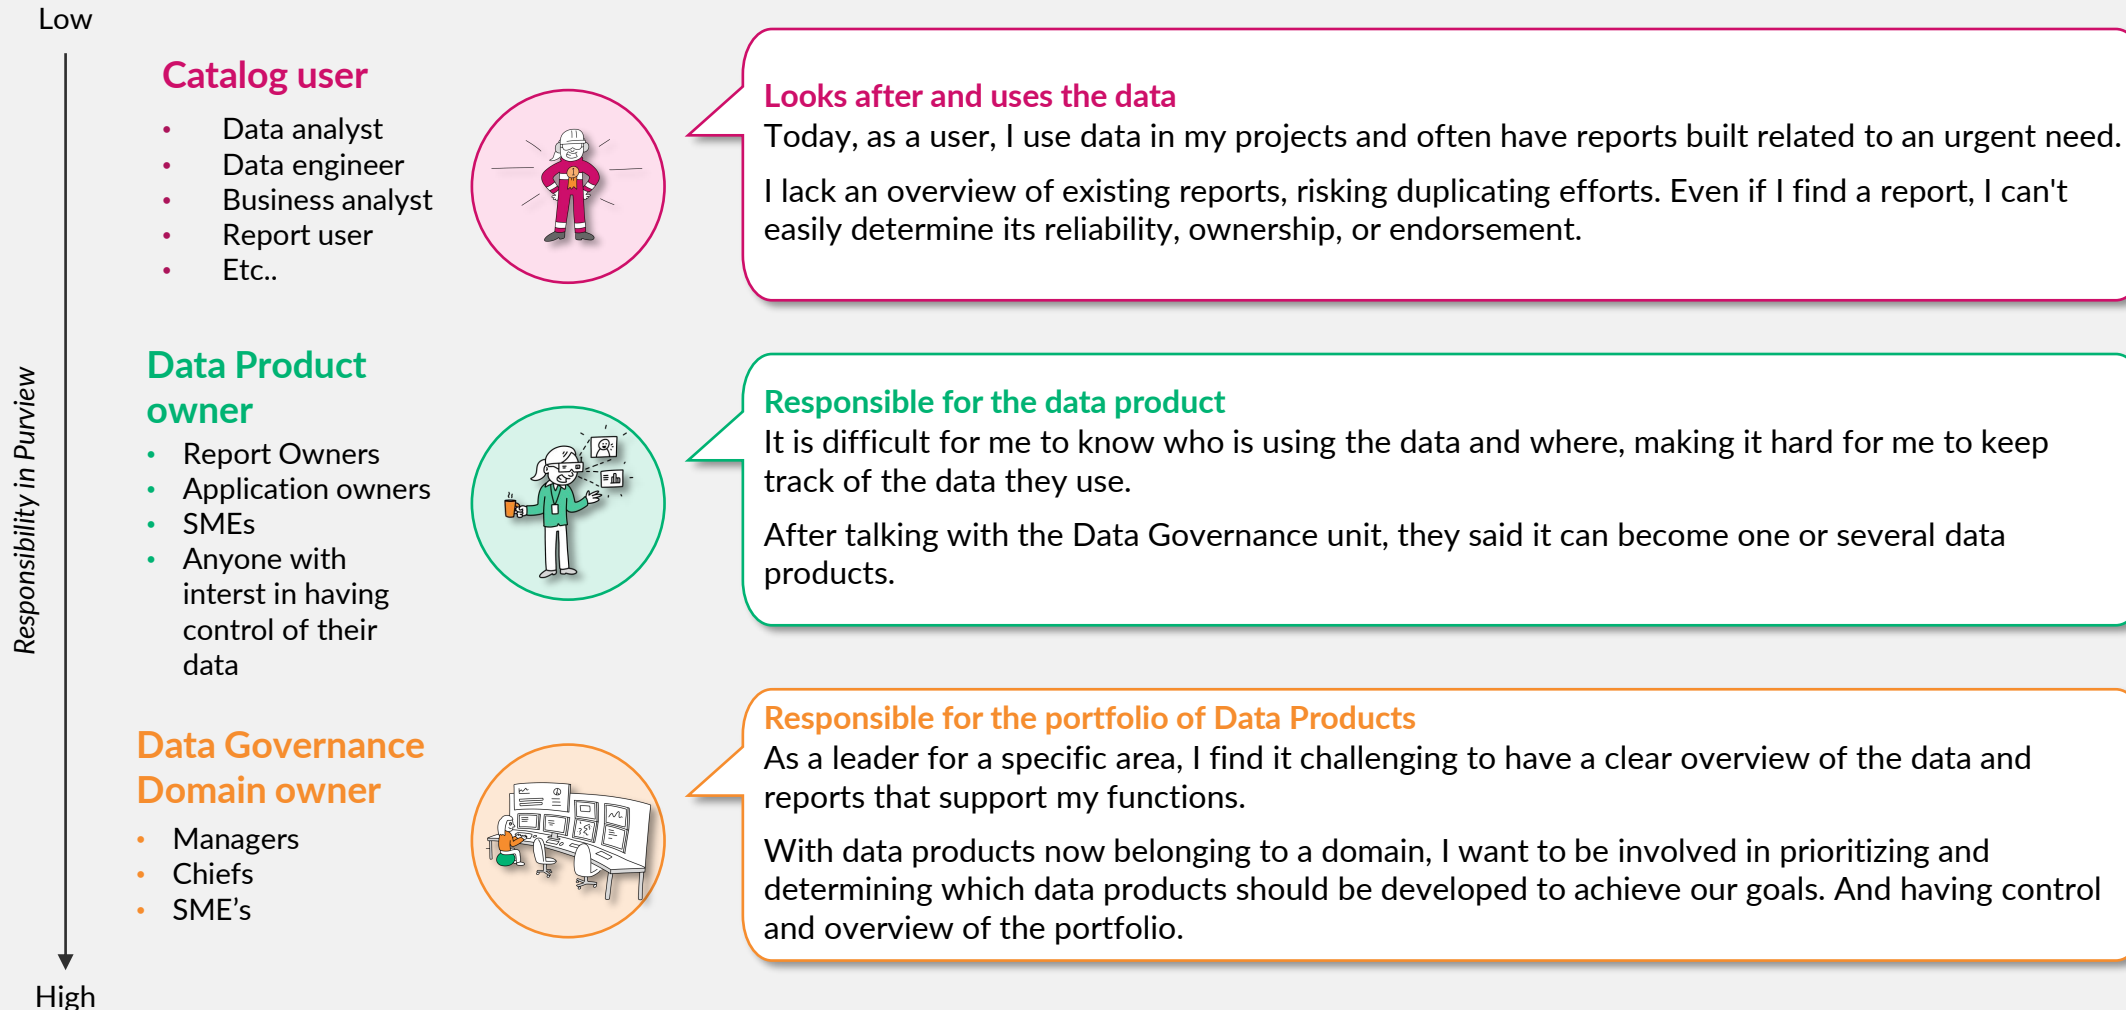 Low
Responsibility in Purview
High
Catalog user
• Data analyst
• Data engineer
• Business analyst
• Report user
• Etc..
Looks after and uses the data
Today, as a user, I use data in my projects and often have reports built related to an urgent need.
I lack an overview of existing reports, risking duplicating efforts. Even if I find a report, I can't
easily determine its reliability, ownership, or endorsement.
Data Product
owner
• Report Owners
• Application owners
• SMEs
• Anyone with
interst in having
control of their
data
Responsible for the data product
It is difficult for me to know who is using the data and where, making it hard for me to keep
track of the data they use.
After talking with the Data Governance unit, they said it can become one or several data
products.
Data Governance
Domain owner
• Managers
• Chiefs
• SME’s
Responsible for the portfolio of Data Products
As a leader for a specific area, I find it challenging to have a clear overview of the data and
reports that support my functions.
With data products now belonging to a domain, I want to be involved in prioritizing and
determining which data products should be developed to achieve our goals. And having control
and overview of the portfolio.